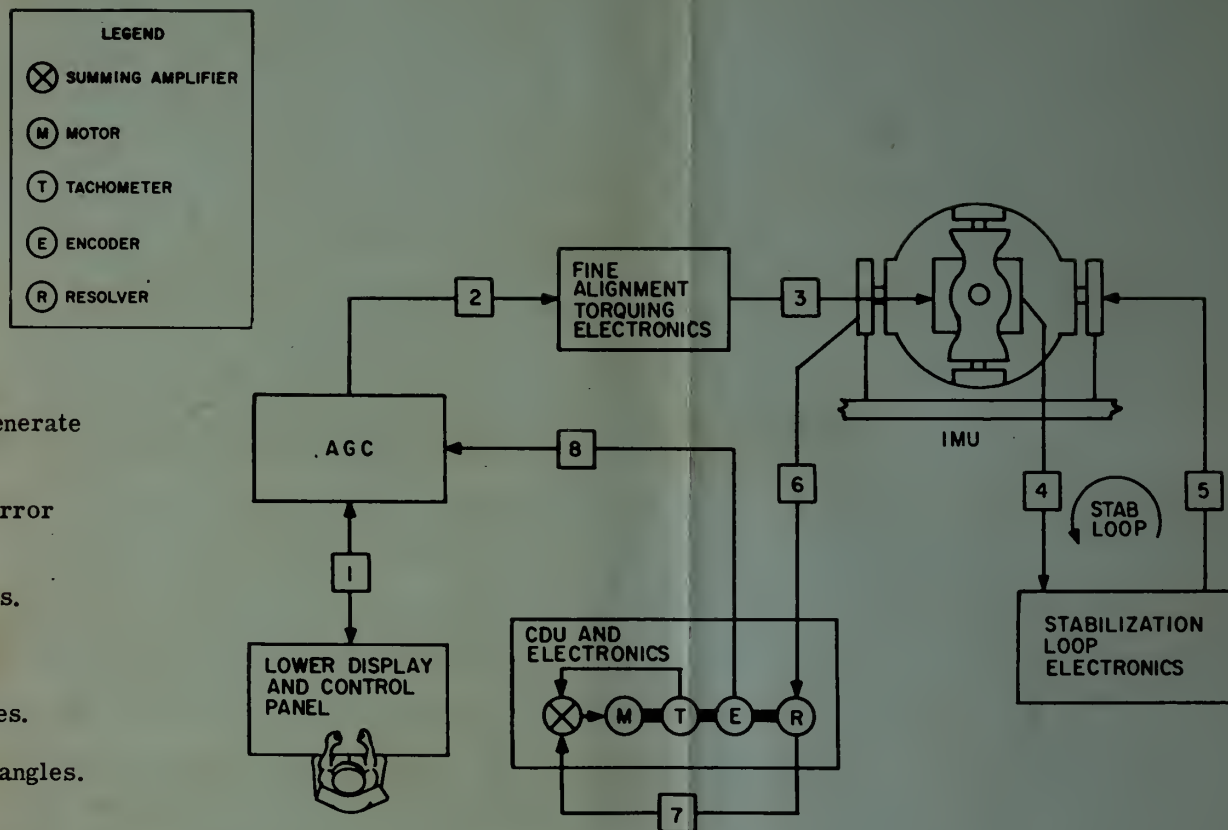 LEGEND
SUMMING AMPLIFIER
M MOTOR
T TACHOMETER
E ENCODER
R RESOLVER
enerate
rror
s.
es.
angles.
2
FINE
ALIGNMENT
TORQUING
ELECTRONICS
3
IMU
AGC
8
6
4
STAB
LOOP
5
1
LOWER DISPLAY
AND CONTROL
PANEL
CDU AND
ELECTRONICS
M T E R
7
STABILIZATION
LOOP
ELECTRONICS